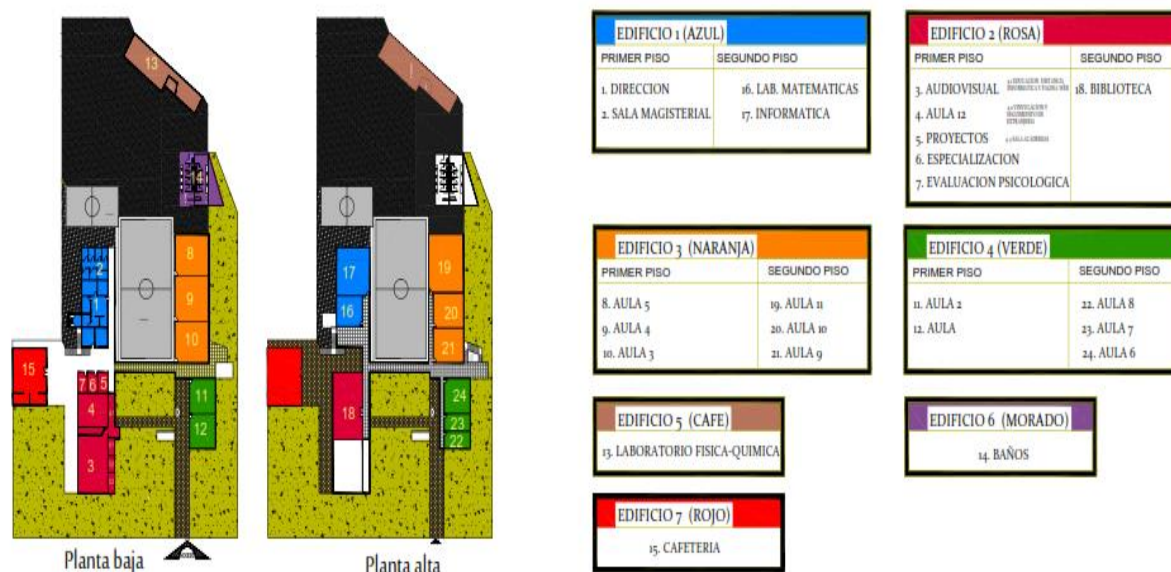 13
14
2
1
8
9
10
15
7 6 5
4
3
11
12
Planta baja
17
16
19
20
21
18
24
23
22
Planta alta
EDIFICIO 1 (AZUL)
PRIMER PISO SEGUNDO PISO
1. DIRECCION 16. LAB. MATEMATICAS
2. SALA MAGISTERIAL 17. INFORMATICA
EDIFICIO 2 (ROSA)
PRIMER PISO SEGUNDO PISO
3. AUDIOVISUAL 18. BIBLIOTECA
4. AULA 12
5. PROYECTOS
6. ESPECIALIZACION
7. EVALUACION PSICOLOGICA
EDIFICIO 3 (NARANJA)
PRIMER PISO SEGUNDO PISO
8. AULA 5 19. AULA 11
9. AULA 4 20. AULA 10
10. AULA 3 21. AULA 9
EDIFICIO 4 (VERDE)
PRIMER PISO SEGUNDO PISO
11. AULA 2 22. AULA 8
12. AULA 23. AULA 7
24. AULA 6
EDIFICIO 5 (CAFE)
13. LABORATORIO FISICA-QUIMICA
EDIFICIO 6 (MORADO)
14. BAÑOS
EDIFICIO 7 (ROJO)
15. CAFETERIA